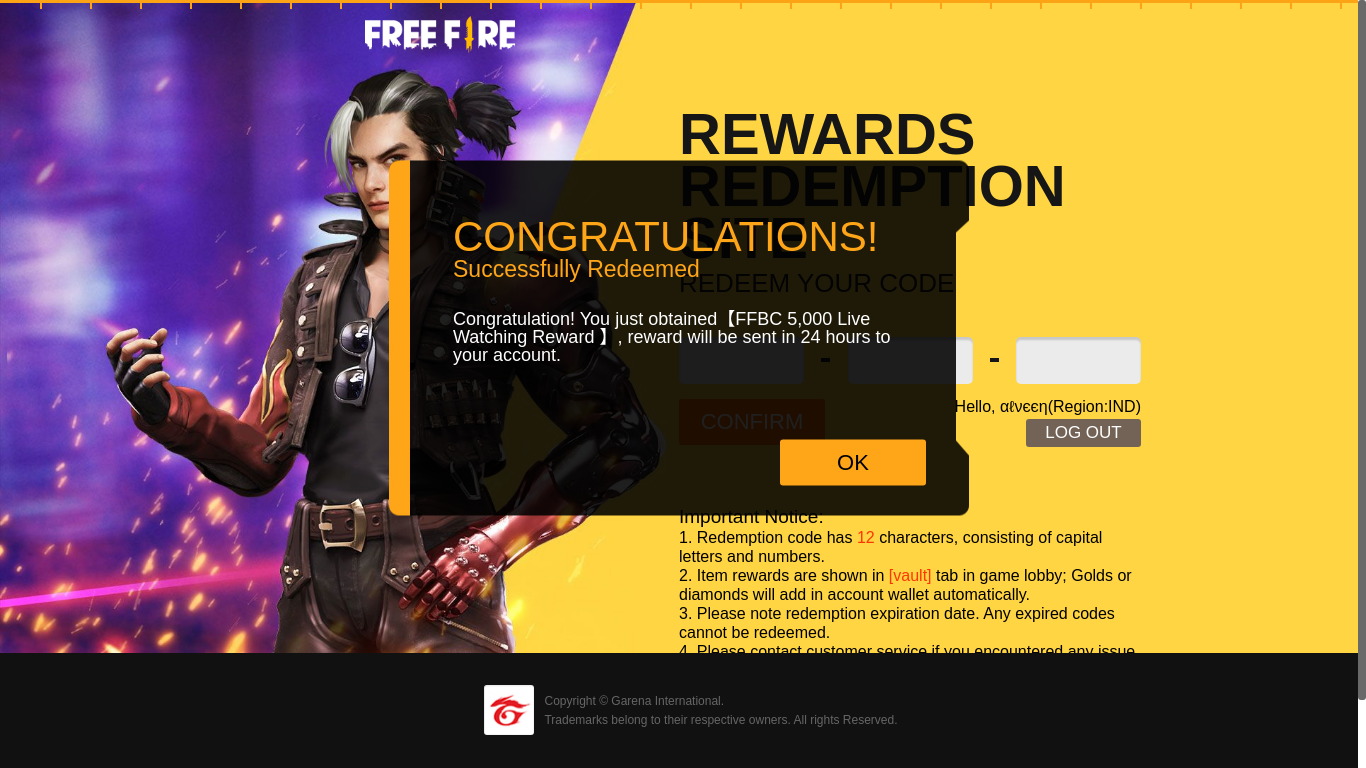 FREE FIRE
REWARDS
REDEMPTION
SITE
REDEEM YOUR CODE
CONGRATULATIONS!
Successfully Redeemed
Congratulation! You just obtained【FFBC 5,000 Live
Watching Reward 】, reward will be sent in 24 hours to
your account.
- -
CONFIRM
Hello, αℓνєєη(Region:IND)
LOG OUT
OK
Important Notice:
1. Redemption code has 12 characters, consisting of capital
letters and numbers.
2. Item rewards are shown in [vault] tab in game lobby; Golds or
diamonds will add in account wallet automatically.
3. Please note redemption expiration date. Any expired codes
cannot be redeemed.
4. Please contact customer service if you encountered any issue
Copyright © Garena International.
Trademarks belong to their respective owners. All rights Reserved.